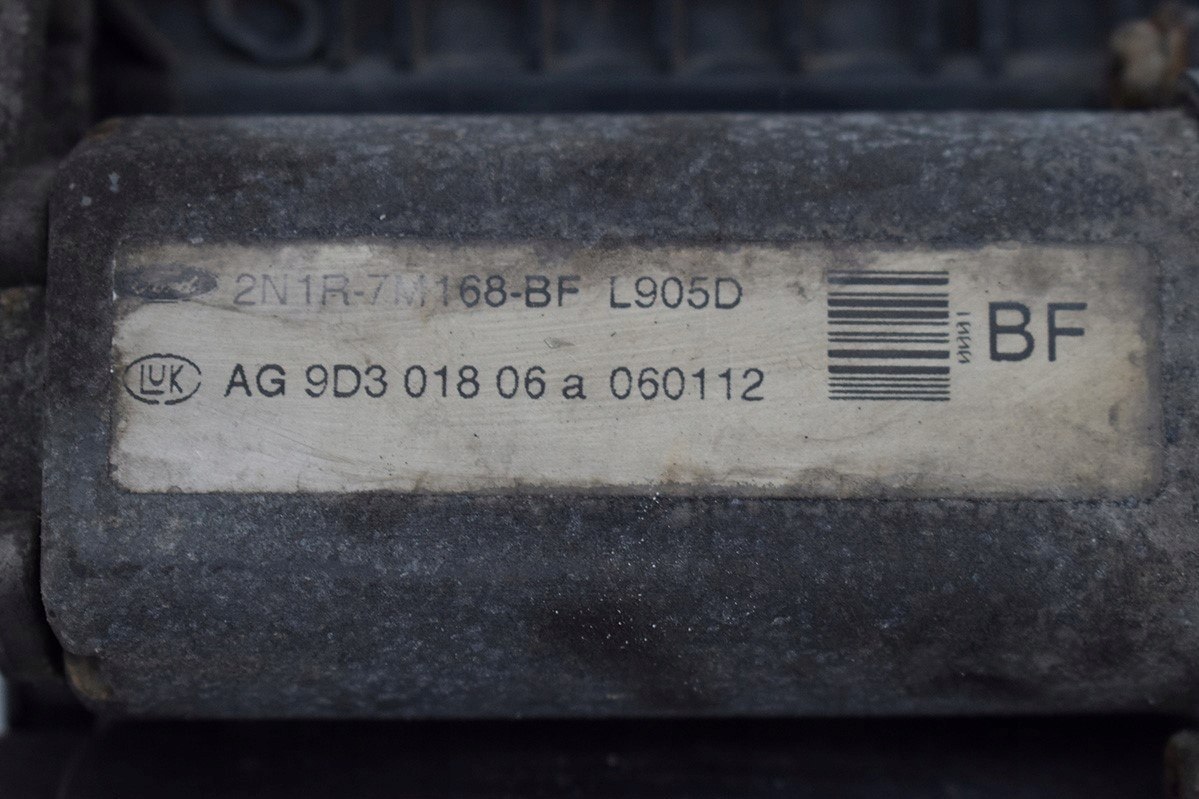 2N1R-7M168-BF L905D
LUK AG 9D3 018 06 a 060112
BF